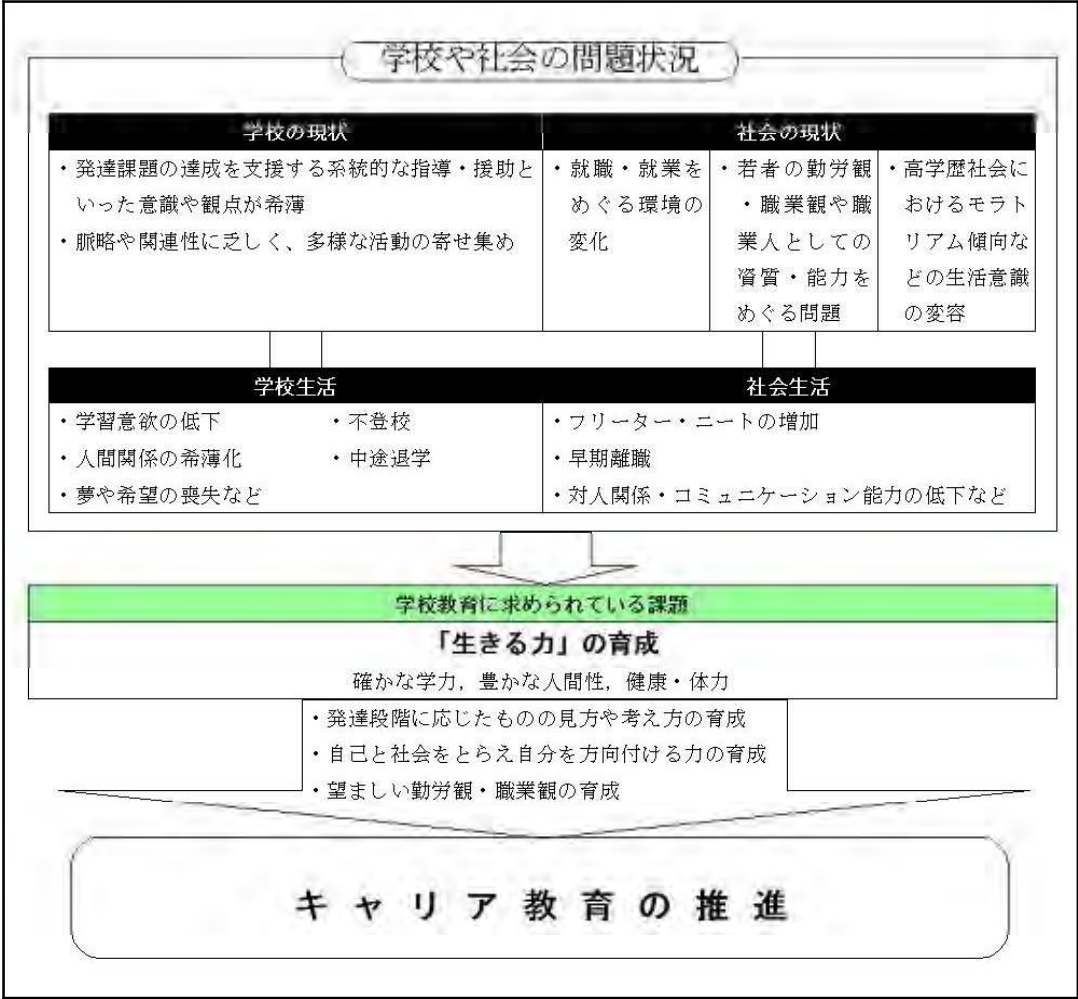 学校や社会の問題状況
学校の現状
・発達課題の達成を支援する系統的な指導・援助と
いった意識や観点が希薄
・脈略や関連性に乏しく、多様な活動の寄せ集め
社会の現状
・就職・就業を
めぐる環境の
変化
・若者の勤労観
・職業観や職
業人としての
資質・能力を
めぐる問題
・高学歴社会に
おけるモラト
リアム傾向な
どの生活意識
の変容
学校生活
・学習意欲の低下
・不登校
・人間関係の希薄化
・中途退学
・夢や希望の喪失など
社会生活
・フリーター・ニートの増加
・早期離職
・対人関係・コミュニケーション能力の低下など
学校教育に求められている課題
「生きる力」の育成
確かな学力，豊かな人間性，健康・体力
・発達段階に応じたものの見方や考え方の育成
・自己と社会をとらえ自分を方向付ける力の育成
・望ましい勤労観・職業観の育成
キャリア教育の推進